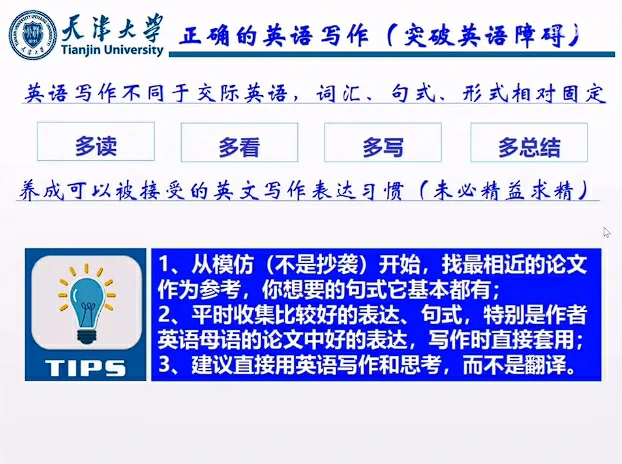 天津大学
Tianjin University
正确的英语写作（突破英语障碍）
英语写作不同于交际英语，词汇、句式、形式相对固定
多读
多看
多写
多总结
养成可以被接受的英文写作表达习惯（未必精益求精）
1、从模仿（不是抄袭）开始，找最相近的论文
作为参考，你想要的句式它基本都有；
2、平时收集比较好的表达、句式，特别是作者
英语母语的论文中好的表达，写作时直接套用；
3、建议直接用英语写作和思考，而不是翻译。
TIPS